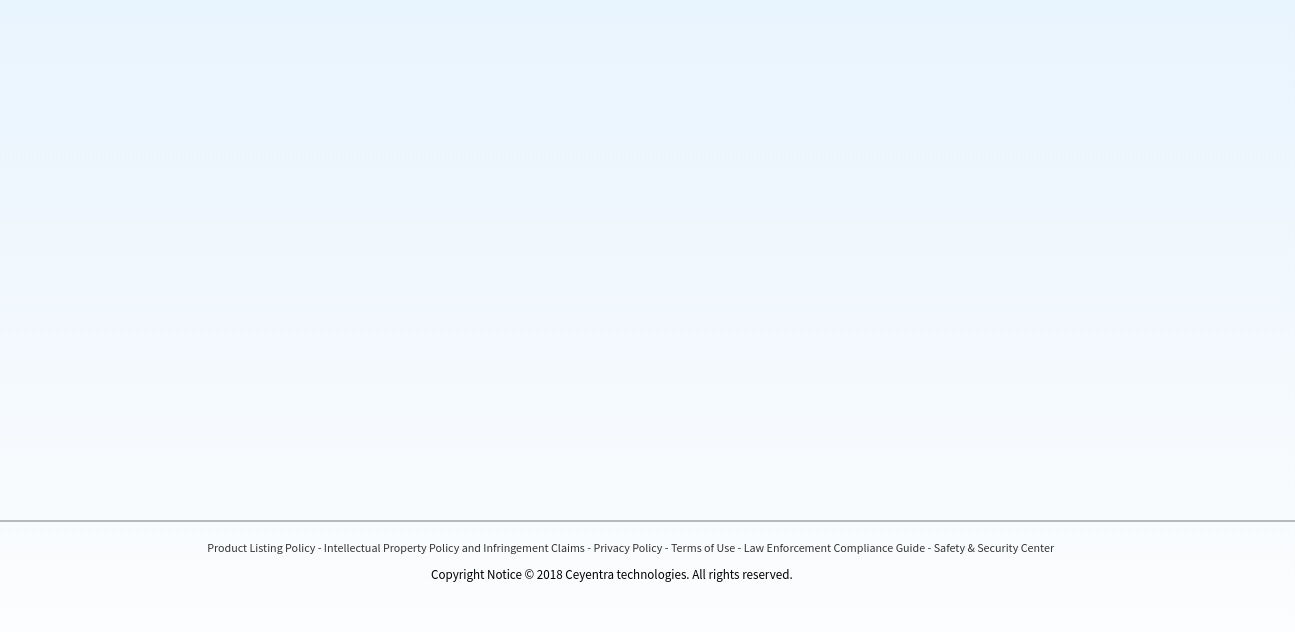 Product Listing Policy - Intellectual Property Policy and Infringement Claims - Privacy Policy - Terms of Use - Law Enforcement Compliance Guide - Safety & Security Center
Copyright Notice © 2018 Ceyentra technologies. All rights reserved.